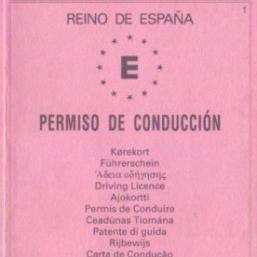 1
REINO DE ESPAÑA
E
PERMISO DE CONDUCCIÓN
Kørekort
Führerschein
Ἄδεια οδήγησης
Driving Licence
Ajokortti
Permis de Conduire
Ceadúnas Tiomána
Patente di guida
Rijbewijs
Carta de Condução